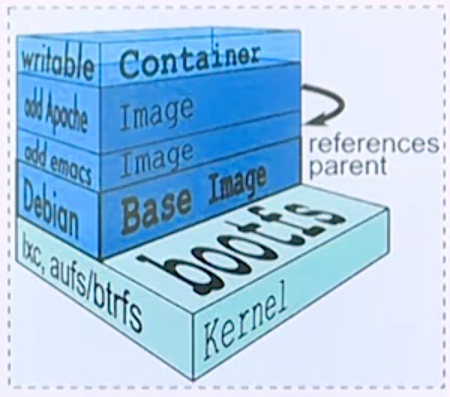 writable Container
add Apache Image
references
parent
add emacs Image
Debian Base Image
bootfs
lxc, aufs/btrfs
Kernel